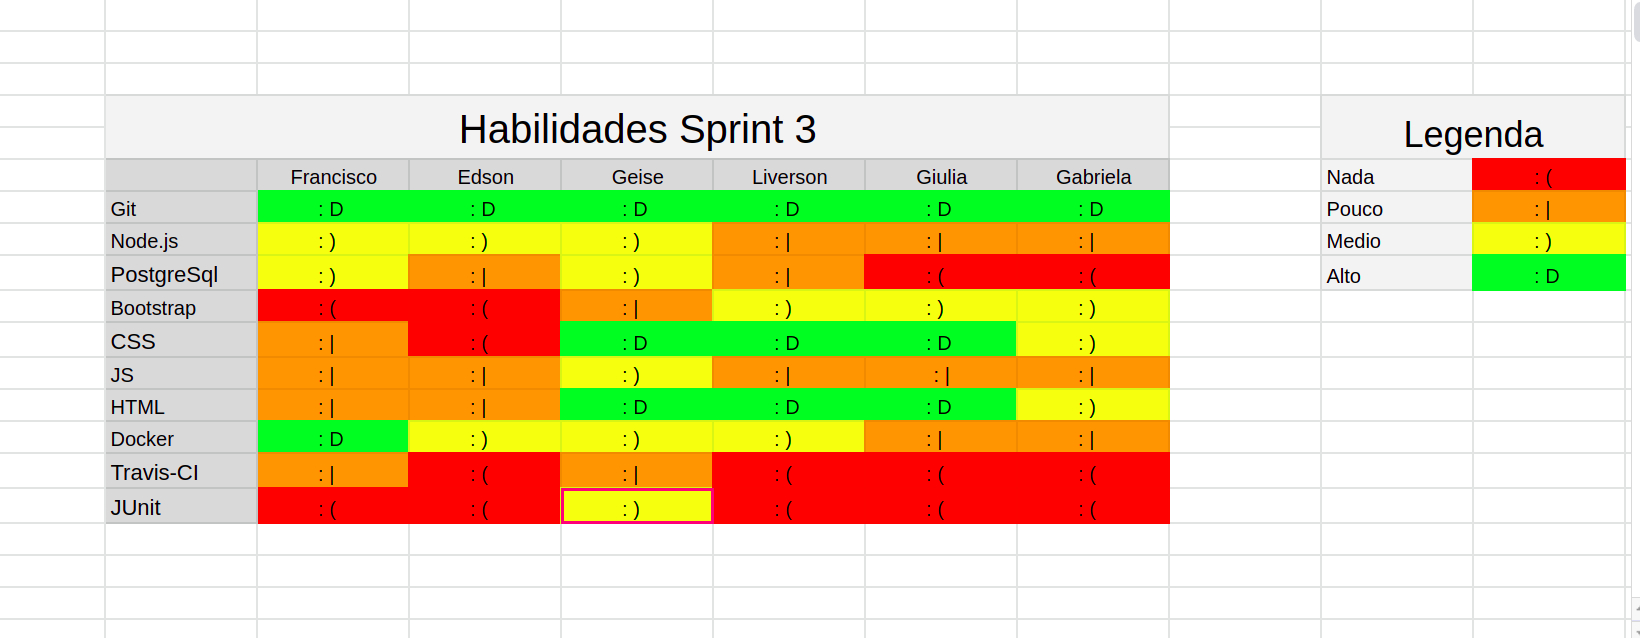 Habilidades Sprint 3
Legenda
Francisco Edson Geise Liverson Giulia Gabriela
Nada : (
Git : D : D : D : D : D : D
Pouco : |
Node.js : ) : ) : ) : | : | : |
Medio : )
PostgreSql : ) : | : ) : | : ( : (
Alto : D
Bootstrap : ( : ( : | : ) : ) : )
CSS : | : ( : D : D : D : )
JS : | : | : ) : | : | : |
HTML : | : | : D : D : D : )
Docker : D : ) : ) : ) : | : |
Travis-CI : | : ( : | : ( : ( : (
JUnit : ( : ( : ) : ( : ( : (